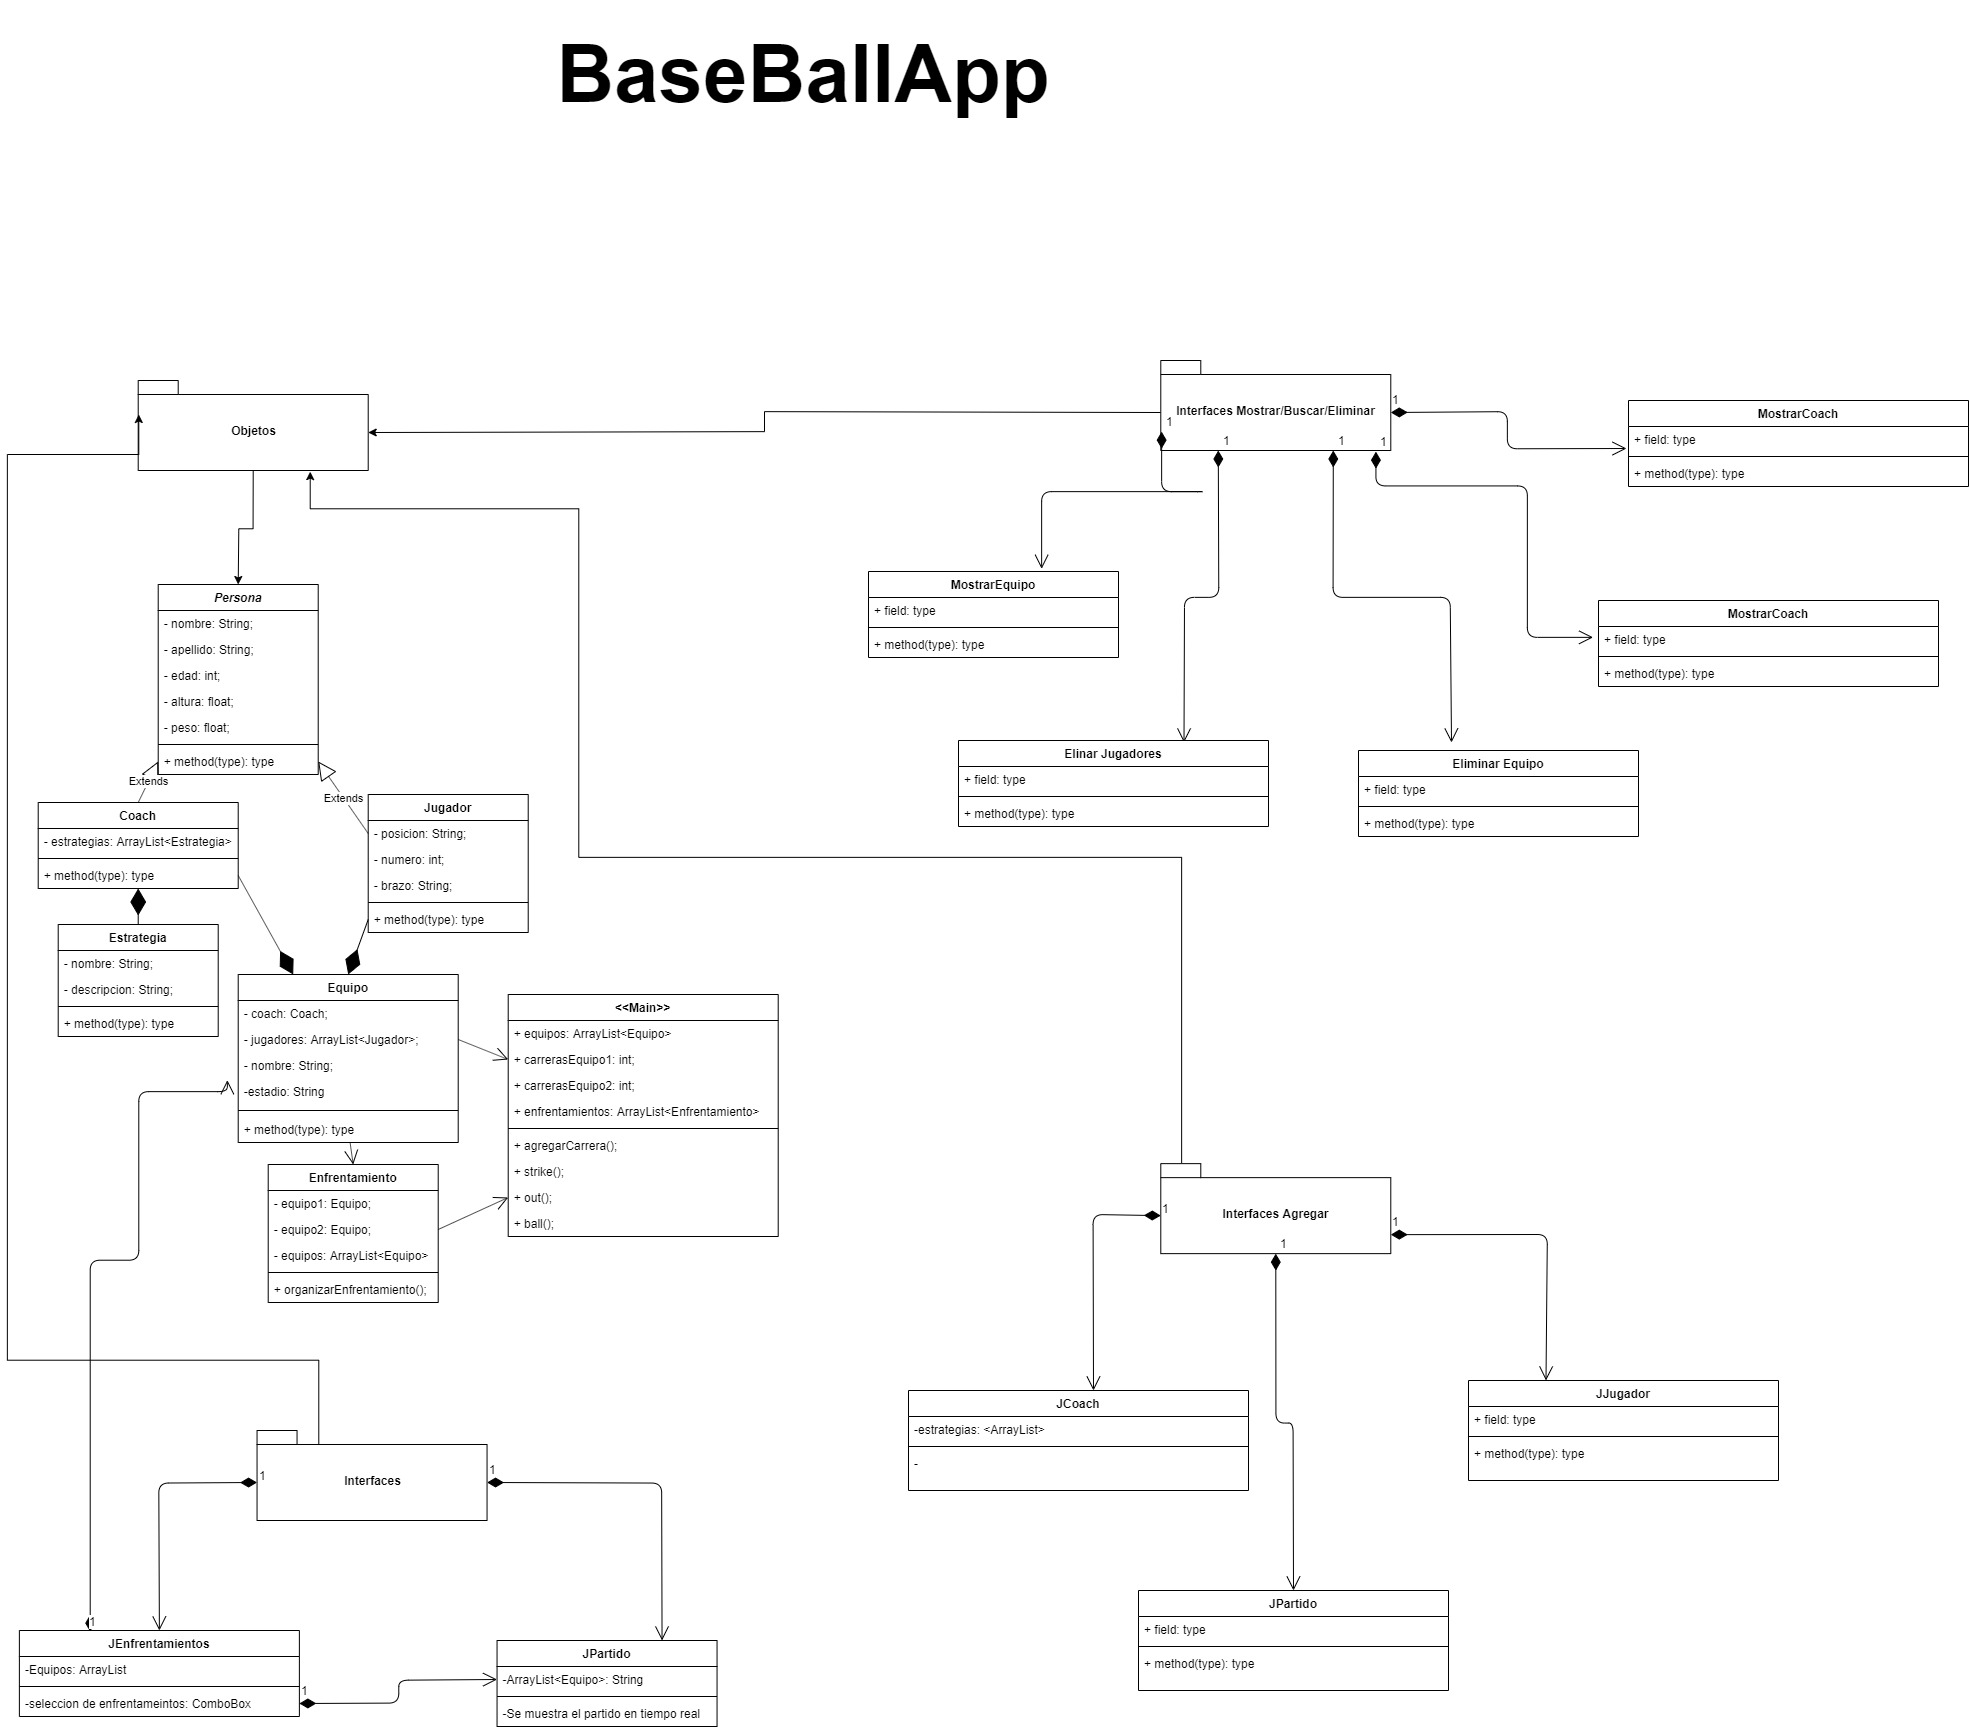 BaseBallApp
Objetos
Interfaces Mostrar/Buscar/Eliminar
1
1
1
1
1
MostrarCoach
+ field: type
+ method(type): type
MostrarEquipo
+ field: type
+ method(type): type
MostrarCoach
+ field: type
+ method(type): type
Elinar Jugadores
+ field: type
+ method(type): type
Eliminar Equipo
+ field: type
+ method(type): type
Persona
- nombre: String;
- apellido: String;
- edad: int;
- altura: float;
- peso: float;
+ method(type): type
Extends
Extends
Coach
- estrategias: ArrayList<Estrategia>
+ method(type): type
Jugador
- posicion: String;
- numero: int;
- brazo: String;
+ method(type): type
Estrategia
- nombre: String;
- descripcion: String;
+ method(type): type
Equipo
- coach: Coach;
- jugadores: ArrayList<Jugador>;
- nombre: String;
-estadio: String
+ method(type): type
<<Main>>
+ equipos: ArrayList<Equipo>
+ carrerasEquipo1: int;
+ carrerasEquipo2: int;
+ enfrentamientos: ArrayList<Enfrentamiento>
+ agregarCarrera();
+ strike();
+ out();
+ ball();
Enfrentamiento
- equipo1: Equipo;
- equipo2: Equipo;
- equipos: ArrayList<Equipo>
+ organizarEnfrentamiento();
Interfaces Agregar
1
1
1
JCoach
-estrategias: <ArrayList>
-
JJugador
+ field: type
+ method(type): type
JPartido
+ field: type
+ method(type): type
Interfaces
1
1
1
JEnfrentamientos
-Equipos: ArrayList
-seleccion de enfrentameintos: ComboBox
1
JPartido
-ArrayList<Equipo>: String
-Se muestra el partido en tiempo real